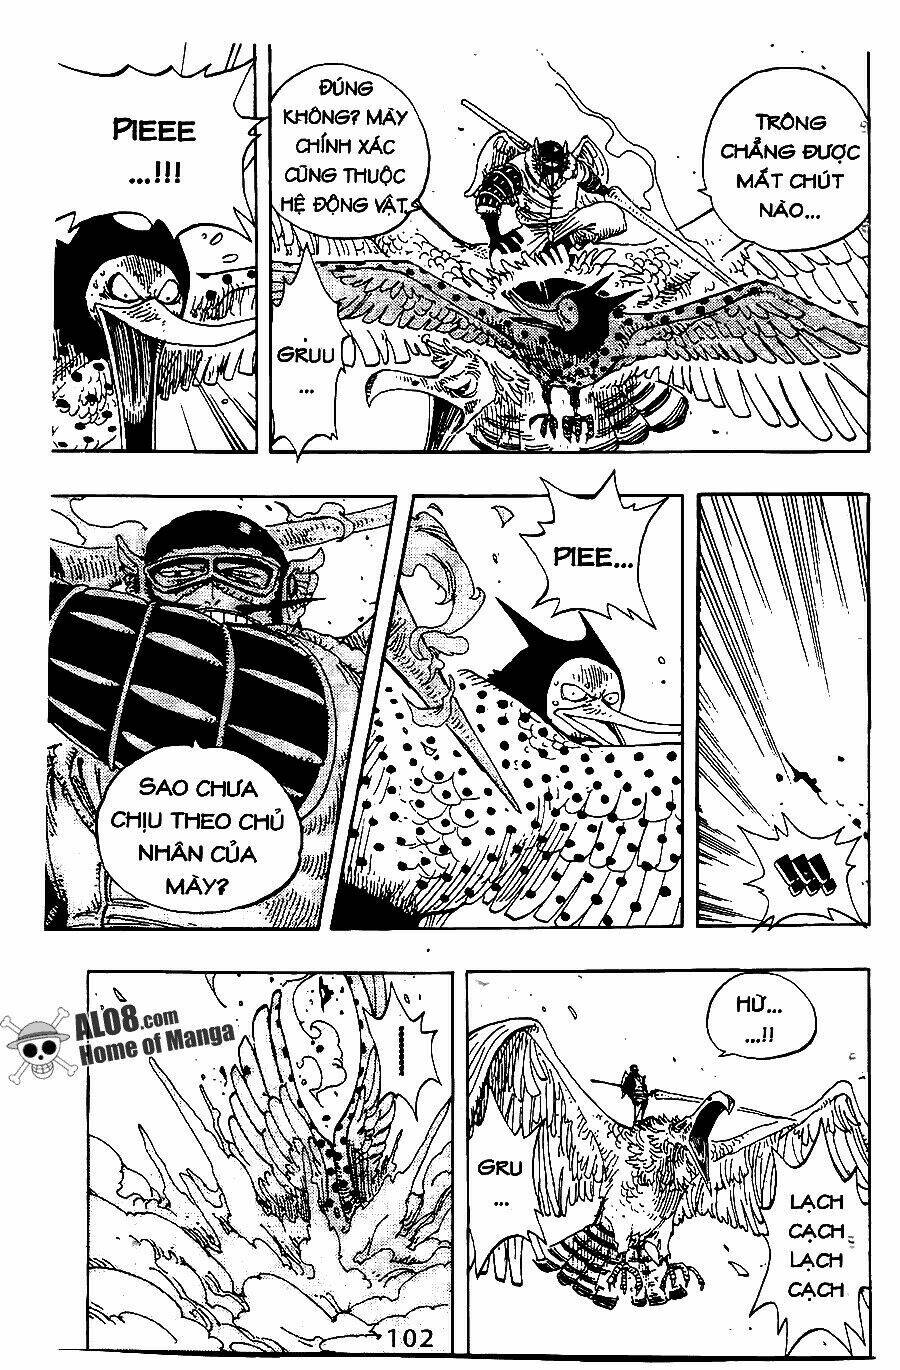 PIEEE
...!!!
ĐÚNG
KHÔNG? MÀY
CHÍNH XÁC
CŨNG THUỘC
HỆ ĐỘNG VẬT.
TRÔNG
CHẲNG ĐƯỢC
MẮT CHÚT
NÀO...
GRUU
...
SAO CHƯA
CHỊU THEO CHỦ
NHÂN CỦA
MÀY?
PIEE...
!!!
AL08.com
Home of Manga
..........
102
HỪ...
...!!
GRU
...
LẠCH
CẠCH
LẠCH
CẠCH